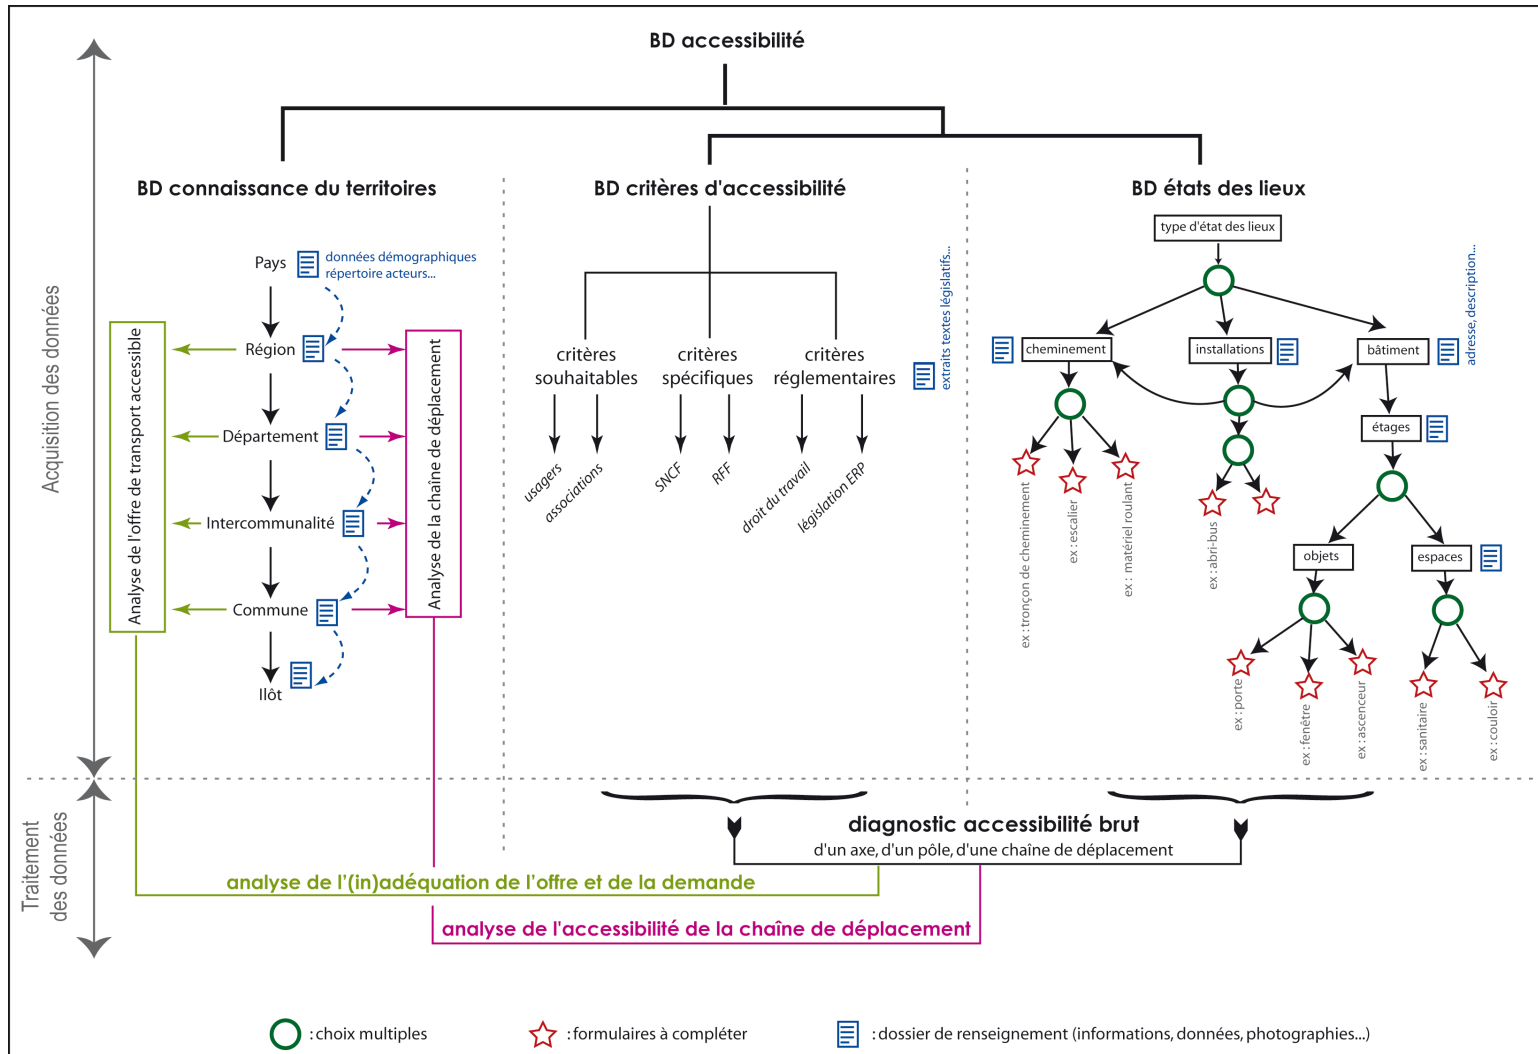 BD accessibilité
BD connaissance du territoires
BD critères d'accessibilité
BD états des lieux
Acquisition des données
Traitement
des données
Pays
données démographiques
répertoire acteurs...
Région
Département
Intercommunalité
Commune
Ilôt
Analyse de l'offre de transport accessible
Analyse de la chaîne de déplacement
critères
souhaitables
critères
spécifiques
critères
réglementaires
extraits textes législatifs...
usagers
associations
SNCF
RFF
droit du travail
législation ERP
type d'état des lieux
cheminement
installations
bâtiment
adresse, description...
étages
objets
espaces
ex : tronçon de cheminement
ex : escalier
ex : matériel roulant
ex : abri-bus
ex : porte
ex : fenêtre
ex : ascenceur
ex : sanitaire
ex : couloir
diagnostic accessibilité brut
d'un axe, d'un pôle, d'une chaîne de déplacement
analyse de l'(in)adéquation de l'offre et de la demande
analyse de l'accessibilité de la chaîne de déplacement
: choix multiples
: formulaires à compléter
: dossier de renseignement (informations, données, photographies...)